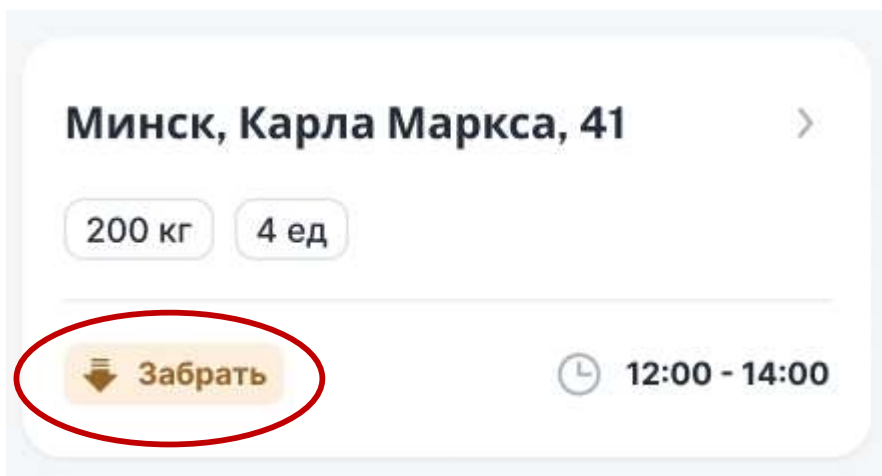 Минск, Карла Маркса, 41
200 кг 4 ед
Забрать 12:00 - 14:00